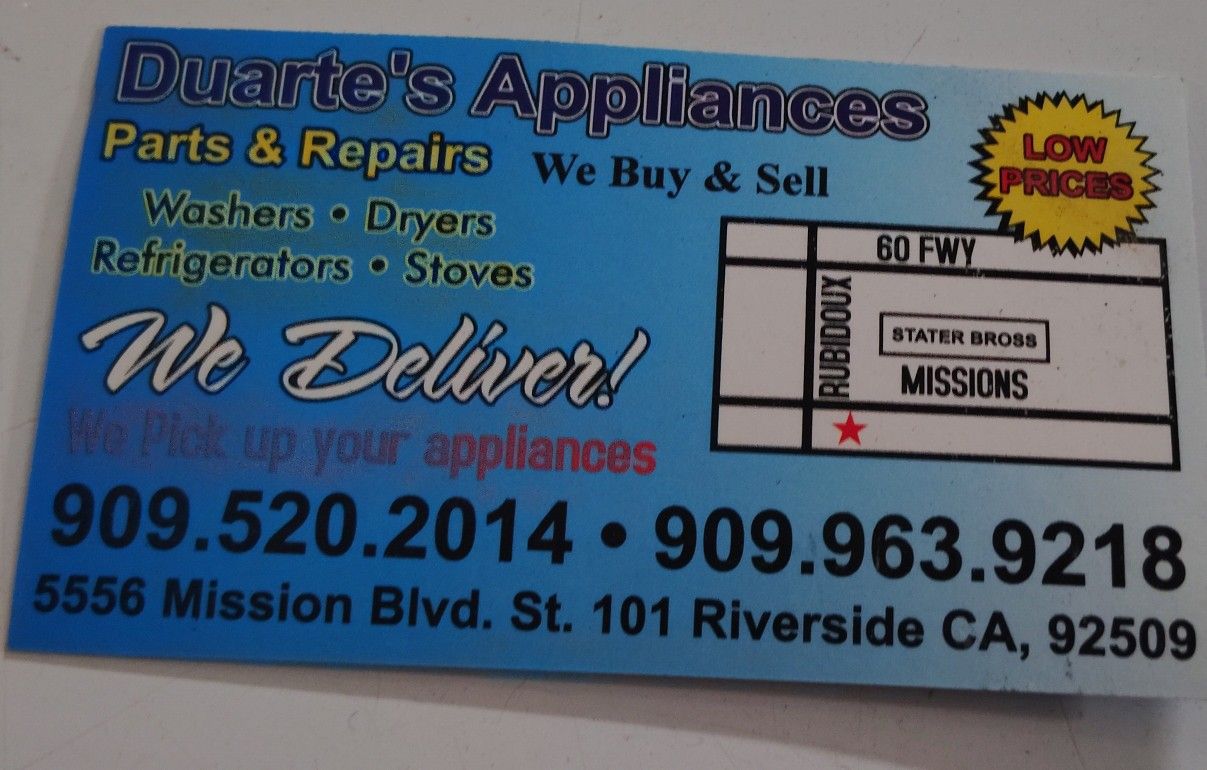 Duarte's Appliances
Parts & Repairs
We Buy & Sell
LOW
PRICES
Washers • Dryers
Refrigerators • Stoves
60 FWY
RUBIDOUX
STATER BROSS
MISSIONS
We Deliver!
We Pick up your appliances
909.520.2014 • 909.963.9218
5556 Mission Blvd. St. 101 Riverside CA, 92509